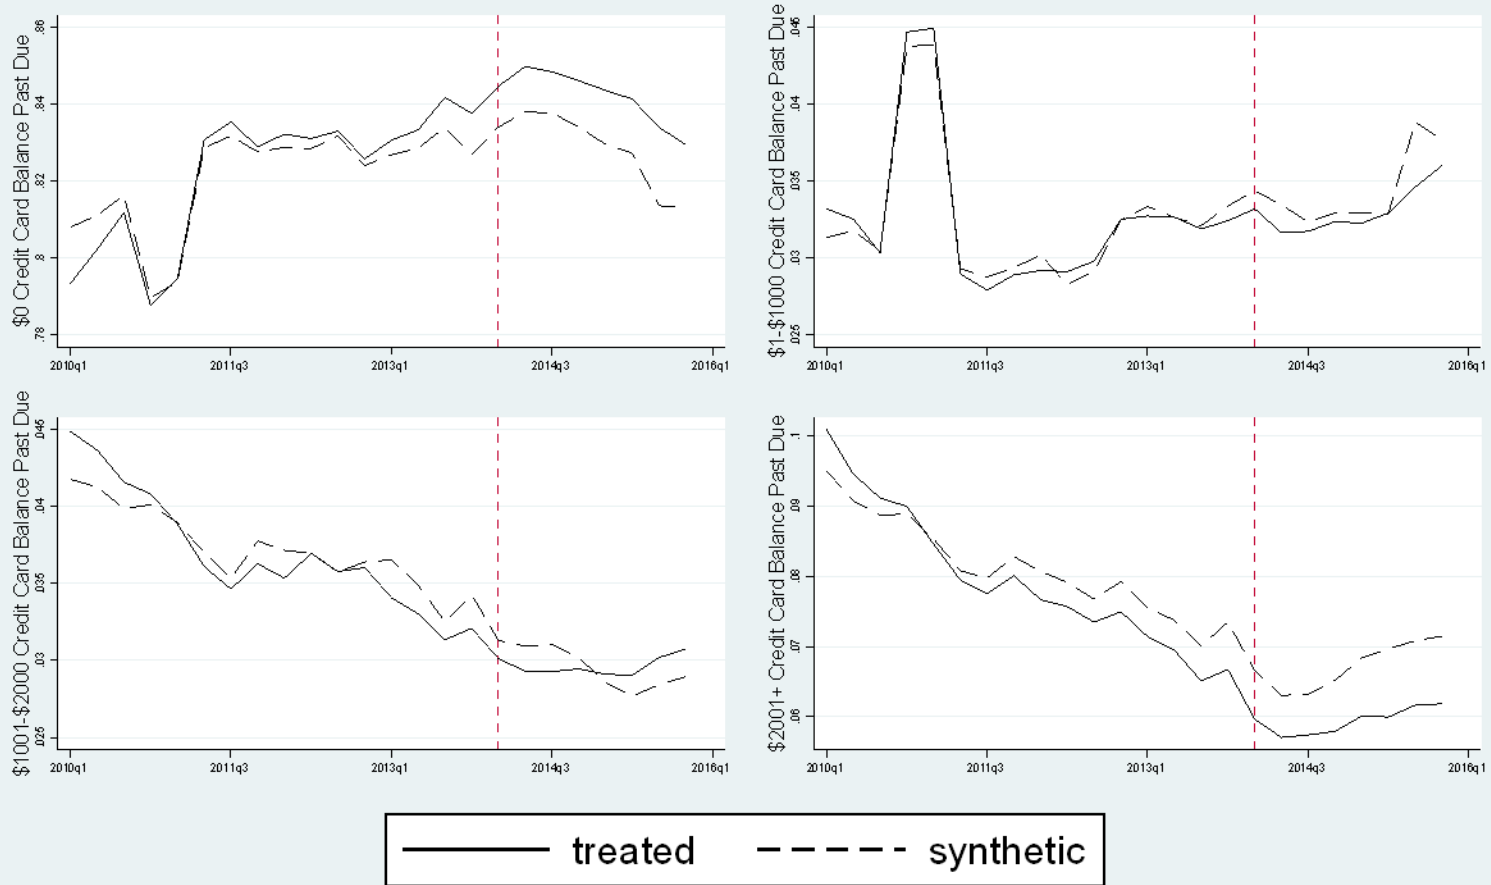 $0 Credit Card Balance Past Due
.86
.84
.82
.8
.78
2010q1 2011q3 2013q1 2014q3 2016q1
$1-$1000 Credit Card Balance Past Due
.045
.04
.035
.03
.025
2010q1 2011q3 2013q1 2014q3 2016q1
$1001-$2000 Credit Card Balance Past Due
.045
.04
.035
.03
.025
2010q1 2011q3 2013q1 2014q3 2016q1
$2001+ Credit Card Balance Past Due
.1
.09
.08
.07
.06
2010q1 2011q3 2013q1 2014q3 2016q1
treated synthetic